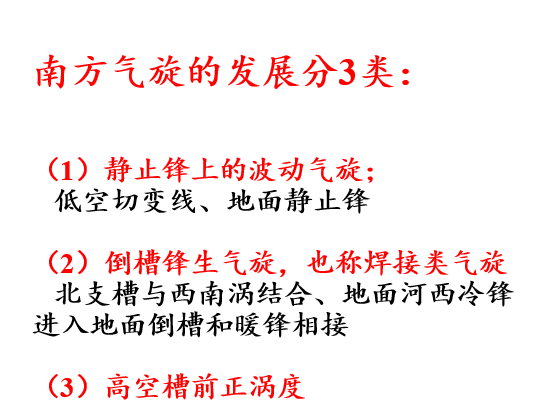 南方气旋的发展分3类：
（1）静止锋上的波动气旋；
低空切变线、地面静止锋
（2）倒槽锋生气旋，也称焊接类气旋
北支槽与西南涡结合、地面河西冷锋
进入地面倒槽和暖锋相接
（3）高空槽前正涡度